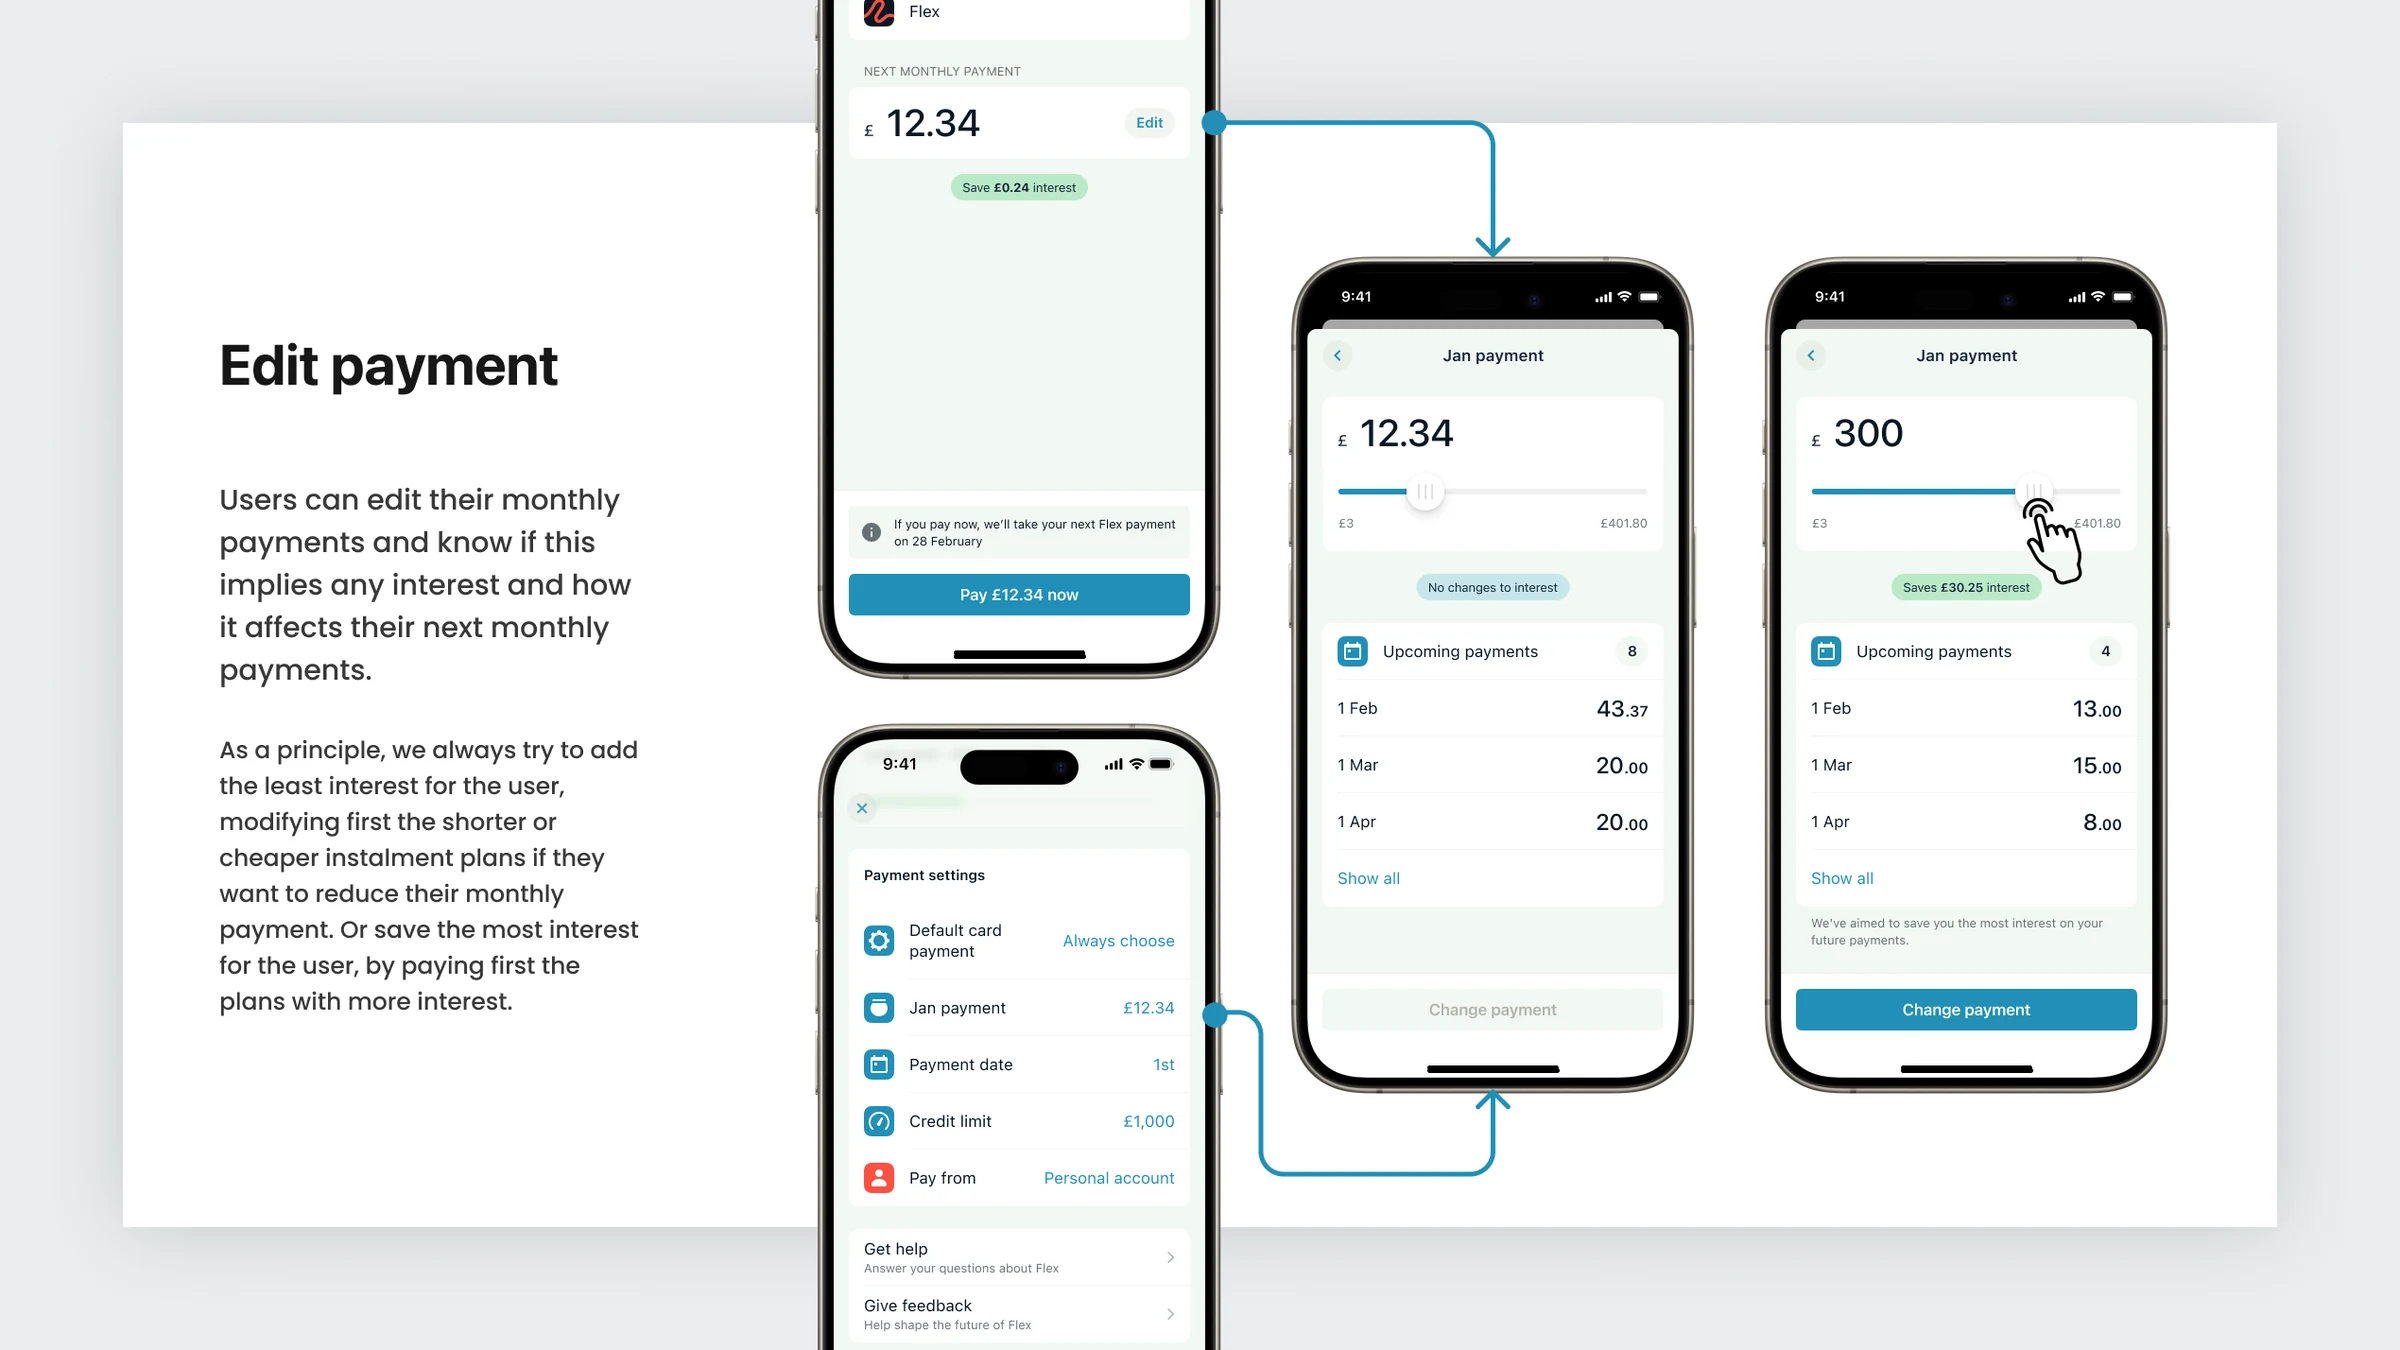 Edit payment
Users can edit their monthly
payments and know if this
implies any interest and how
it affects their next monthly
payments.
As a principle, we always try to add
the least interest for the user,
modifying first the shorter or
cheaper instalment plans if they
want to reduce their monthly
payment. Or save the most interest
for the user, by paying first the
plans with more interest.
Flex
NEXT MONTHLY PAYMENT
£ 12.34 Edit
Save £0.24 interest
If you pay now, we’ll take your next Flex payment
on 28 February
Pay £12.34 now
9:41
Payment settings
Default card
payment
Always choose
Jan payment £12.34
Payment date 1st
Credit limit £1,000
Pay from Personal account
Get help
Answer your questions about Flex
Give feedback
Help shape the future of Flex
9:41
Jan payment
£ 12.34
£3 £401.80
No changes to interest
Upcoming payments 8
1 Feb 43.37
1 Mar 20.00
1 Apr 20.00
Show all
Change payment
9:41
Jan payment
£ 300
£3 £401.80
Saves £30.25 interest
Upcoming payments 4
1 Feb 13.00
1 Mar 15.00
1 Apr 8.00
Show all
We've aimed to save you the most interest on your
future payments.
Change payment